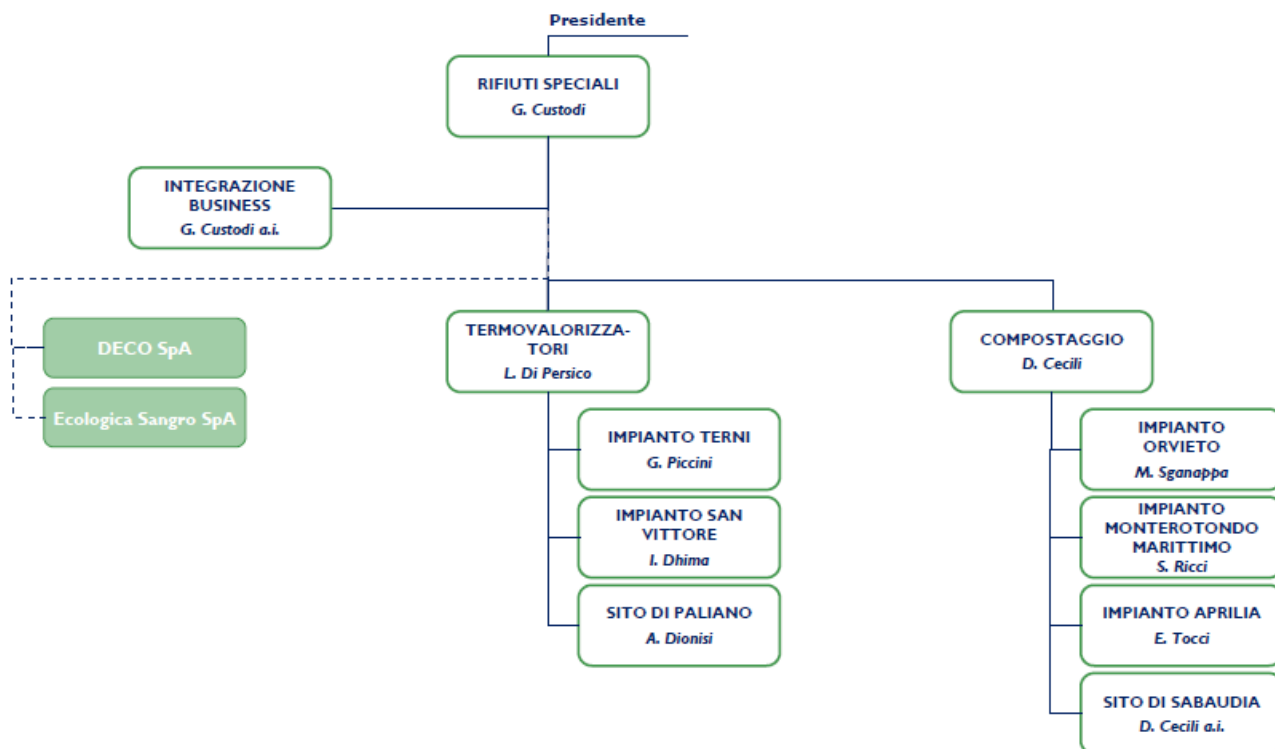 Presidente
RIFIUTI SPECIALI
G. Custodi
INTEGRAZIONE
BUSINESS
G. Custodi a.i.
DECO SpA
Ecologica Sangro SpA
TERMOVALORIZZA-
TORI
L. Di Persico
IMPIANTO TERNI
G. Piccini
IMPIANTO SAN
VITTORE
I. Dhima
SITO DI PALIANO
A. Dionisi
COMPOSTAGGIO
D. Cecili
IMPIANTO
ORVIETO
M. Sganappa
IMPIANTO
MONTEROTONDO
MARITTIMO
S. Ricci
IMPIANTO APRILIA
E. Tocci
SITO DI SABAUDIA
D. Cecili a.i.